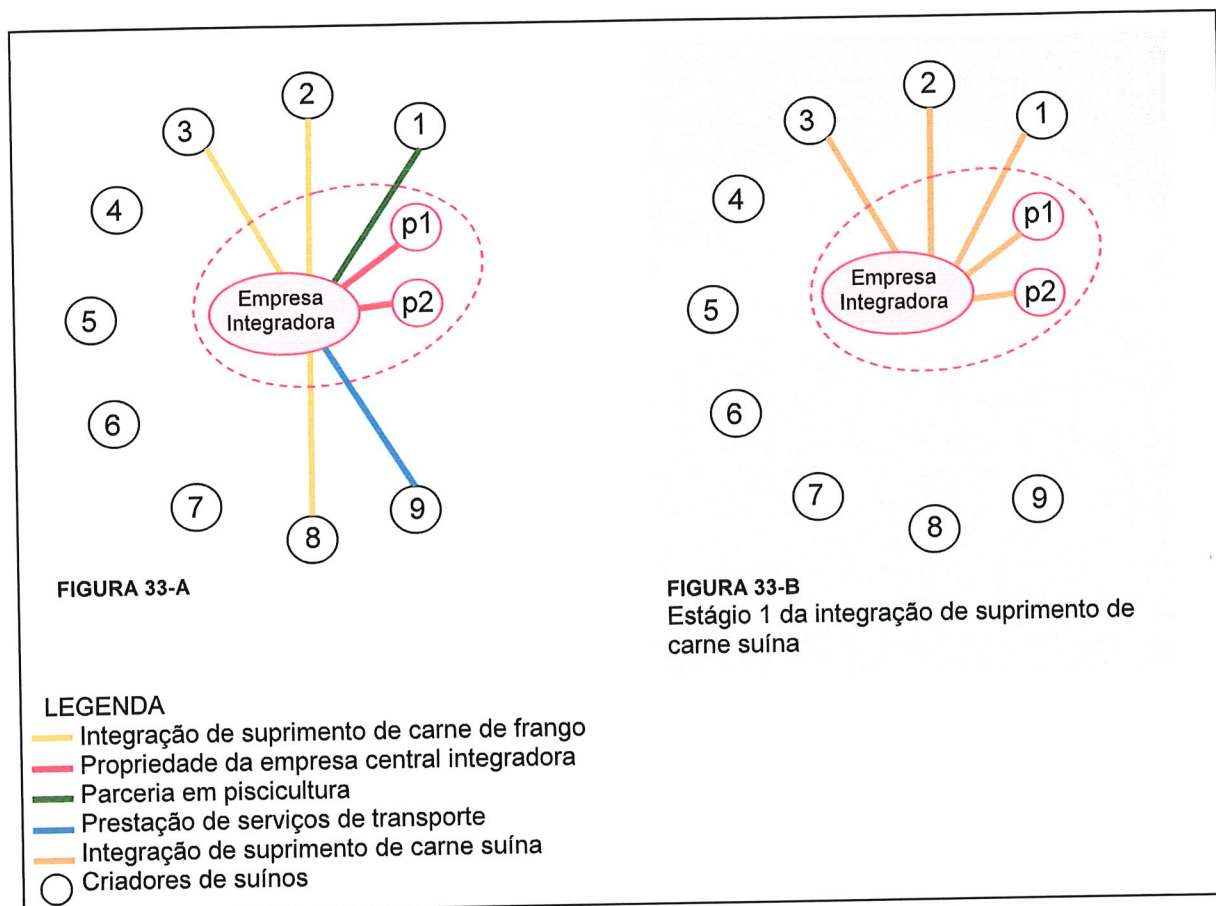 2
1
3
p1
4
p2
Empresa
Integradora
5
6
7
8
9
FIGURA 33-A
2
1
3
p1
4
p2
Empresa
Integradora
5
6
7
8
9
FIGURA 33-B
Estágio 1 da integração de suprimento de
carne suína
LEGENDA
Integração de suprimento de carne de frango
Propriedade da empresa central integradora
Parceria em piscicultura
Prestação de serviços de transporte
Integração de suprimento de carne suína
Criadores de suínos